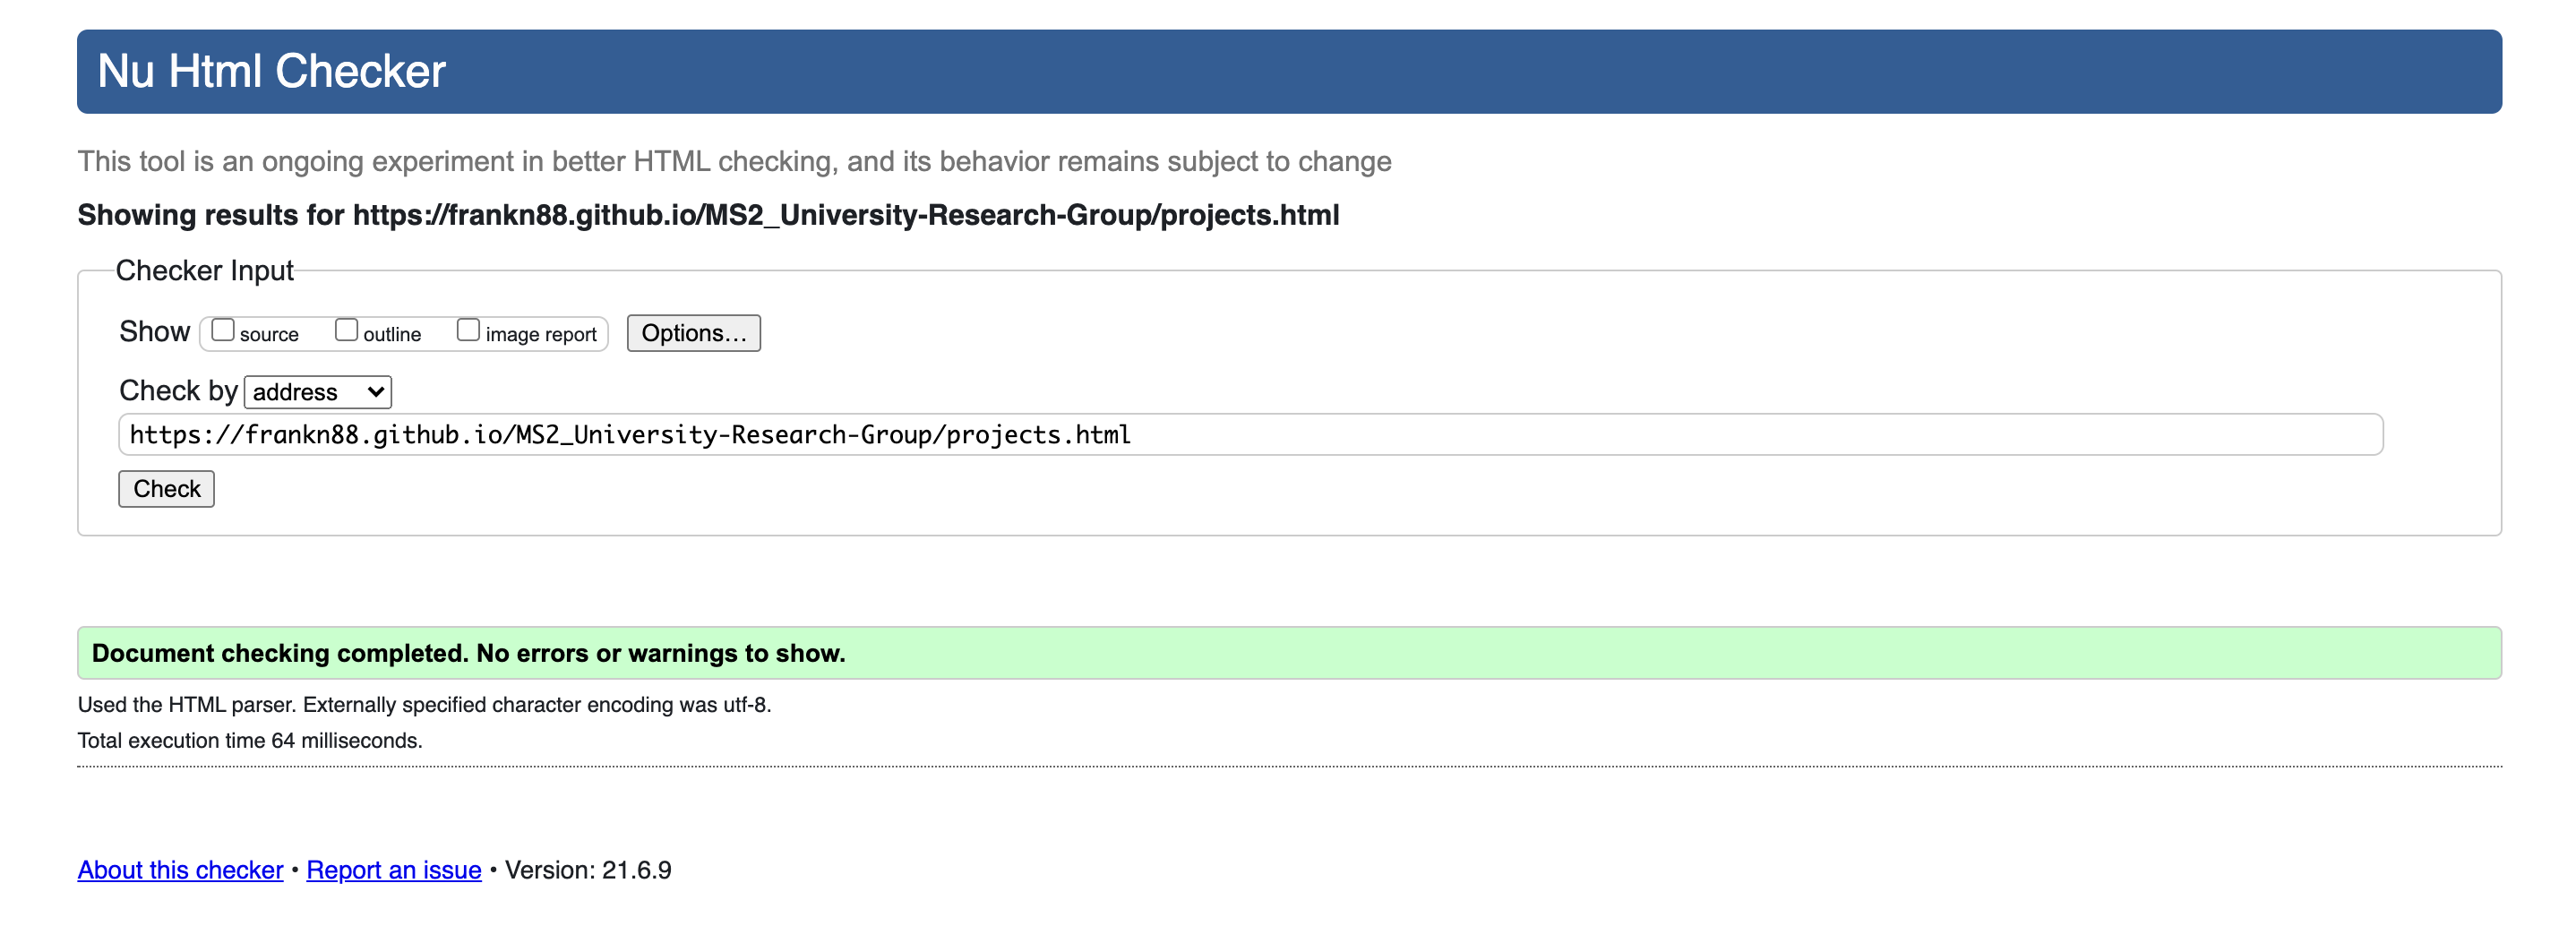 Nu Html Checker
This tool is an ongoing experiment in better HTML checking, and its behavior remains subject to change
Showing results for https://frankn88.github.io/MS2_University-Research-Group/projects.html
Checker Input
Show source outline image report Options...
Check by address
https://frankn88.github.io/MS2_University-Research-Group/projects.html
Check
Document checking completed. No errors or warnings to show.
Used the HTML parser. Externally specified character encoding was utf-8.
Total execution time 64 milliseconds.
About this checker • Report an issue • Version: 21.6.9